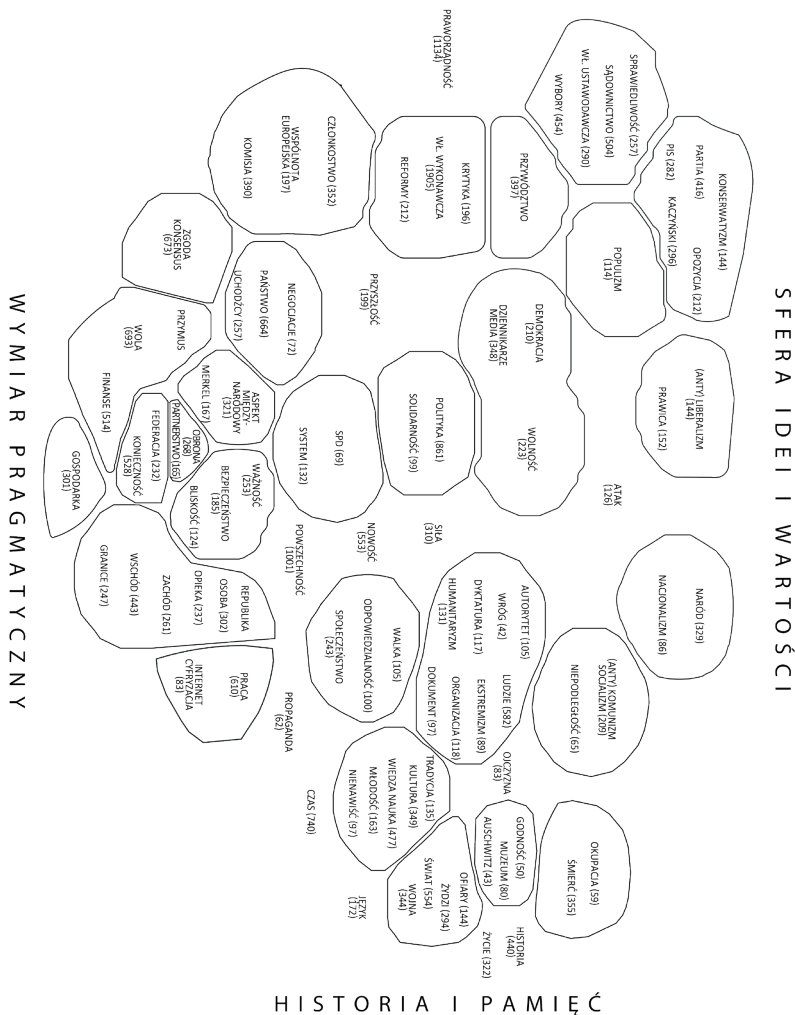 SFERA IDEI I WARTOŚCI
KONSERWATYZM (144)
PARTIA (416)
OPOZYCJA (212)
PIS (282)
KACZYŃSKI (296)
SPRAWIEDLIWOŚĆ (257)
SĄDOWNICTWO (504)
WŁ. USTAWODAWCZA (290)
WYBORY (454)
POPULIZM
(114)
(ANTY) LIBERALIZM
(144)
PRAWICA (152)
ATAK
(126)
NARÓD (329)
NACJONALIZM (86)
(ANTY) KOMUNIZM
SOCJALIZM (209)
NIEPODLEGŁOŚĆ (65)
OKUPACJA (59)
ŚMIERĆ (355)
PRZYWÓDZTWO
(397)
DEMOKRACJA
(210)
DZIENNIKARZE
MEDIA (348)
WOLNOŚĆ
(223)
AUTORYTET (105)
WRÓG (42)
DYKTATURA (117)
HUMANITARYZM
(131)
LUDZIE (582)
EKSTREMIZM (89)
ORGANIZACJA (118)
DOKUMENT (97)
OJCZYZNA
(83)
GODNOŚĆ (50)
MUZEUM (80)
AUSCHWITZ (43)
HISTORIA
(440)
ŻYCIE (322)
PRAWORZĄDNOŚĆ
(1134)
KRYTYKA (196)
WŁ. WYKONAWCZA
(1905)
REFORMY (212)
POLITYKA (861)
SOLIDARNOŚĆ (99)
SIŁA
(310)
TRADYCJA (135)
KULTURA (349)
WIEDZA NAUKA (477)
MŁODOŚĆ (163)
NIENAWIŚĆ (97)
OFIARY (144)
ŻYDZI (294)
ŚWIAT (554)
WOJNA
(344)
PRZYSZŁOŚĆ
(199)
NOWOŚĆ
(553)
WALKA (105)
ODPOWIEDZIALNOŚĆ (100)
SPOŁECZEŃSTWO
(243)
JĘZYK
(172)
CZŁONKOSTWO (352)
WSPÓLNOTA
EUROPEJSKA (197)
KOMISJA (390)
SPD (69)
SYSTEM (132)
POWSZECHNOŚĆ
(1001)
PROPAGANDA
(62)
CZAS (740)
NEGOCJACJE (72)
PAŃSTWO (664)
UCHODŹCY (257)
ASPEKT
MIĘDZY-
NARODOWY
(321)
MERKEL (167)
WAŻNOŚĆ
(253)
BEZPIECZEŃSTWO
(185)
BLISKOŚĆ (124)
OBRONA
(268)
PARTNERSTWO (165)
REPUBLIKA
OSOBA (302)
OPIEKA (237)
ZACHÓD (261)
WSCHÓD (443)
GRANICE (247)
PRACA
(610)
INTERNET
CYFRYZACJA
(83)
ZGODA
KONSENSUS
(673)
PRZYMUS
WOLA
(693)
FINANSE (514)
FEDERACJA (232)
KONIECZNOŚĆ
(528)
GOSPODARKA
(301)
WYMIAR PRAGMATYCZNY
HISTORIA I PAMIĘĆ